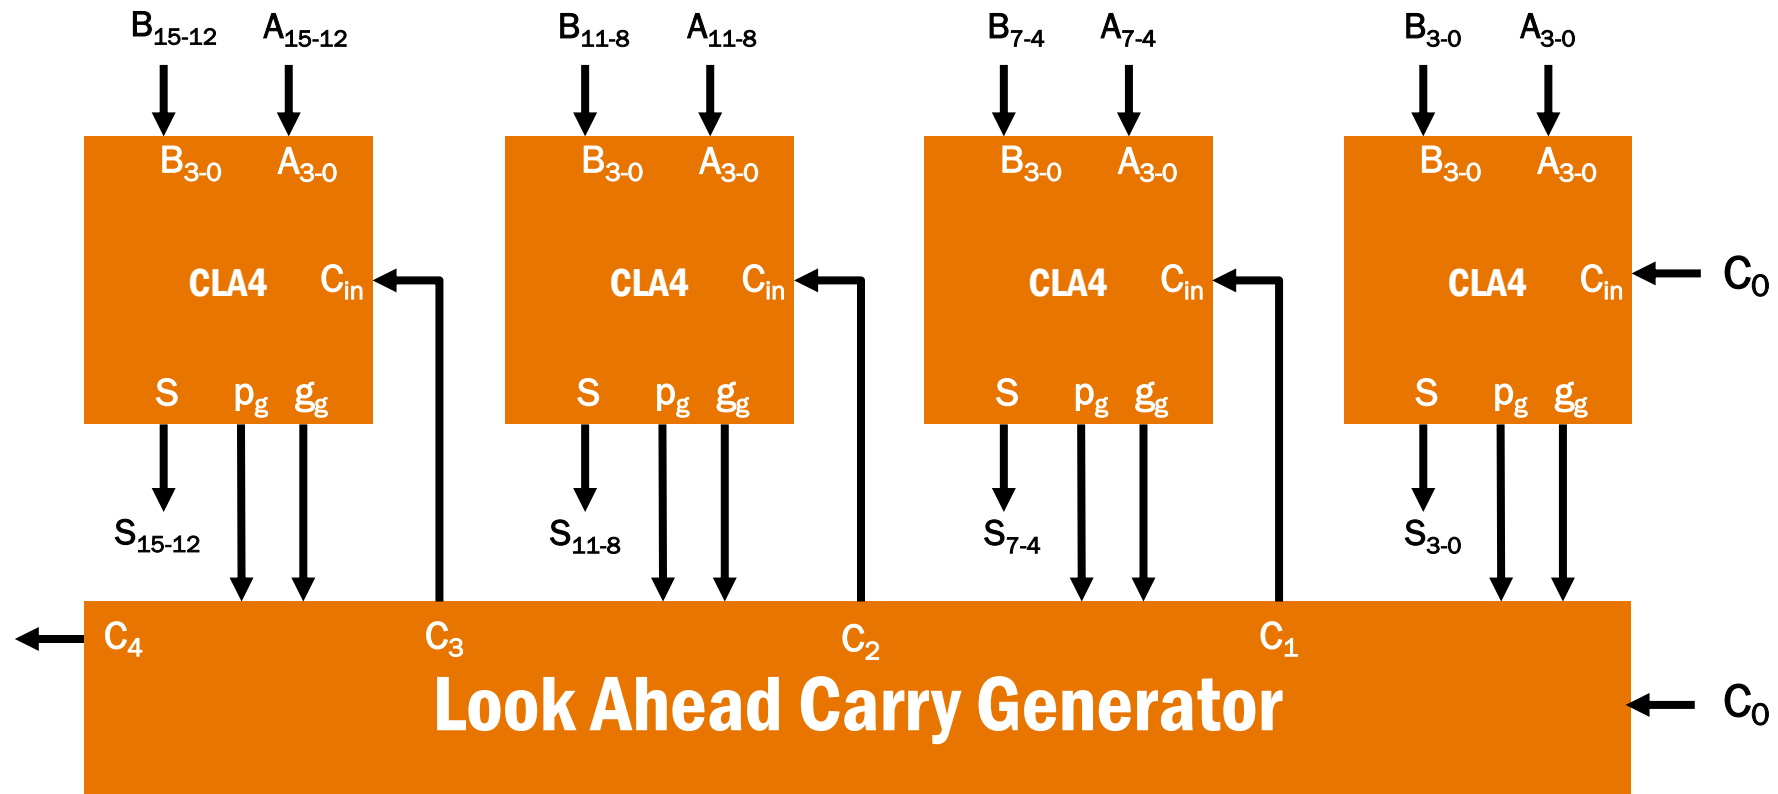 B15-12 A15-12 B11-8 A11-8 B7-4 A7-4 B3-0 A3-0
B3-0 A3-0 B3-0 A3-0 B3-0 A3-0 B3-0 A3-0
CLA4 Cin CLA4 Cin CLA4 Cin CLA4 Cin C0
S pg gg S pg gg S pg gg S pg gg
S15-12 S11-8 S7-4 S3-0
C4 C3 C2 C1
Look Ahead Carry Generator C0